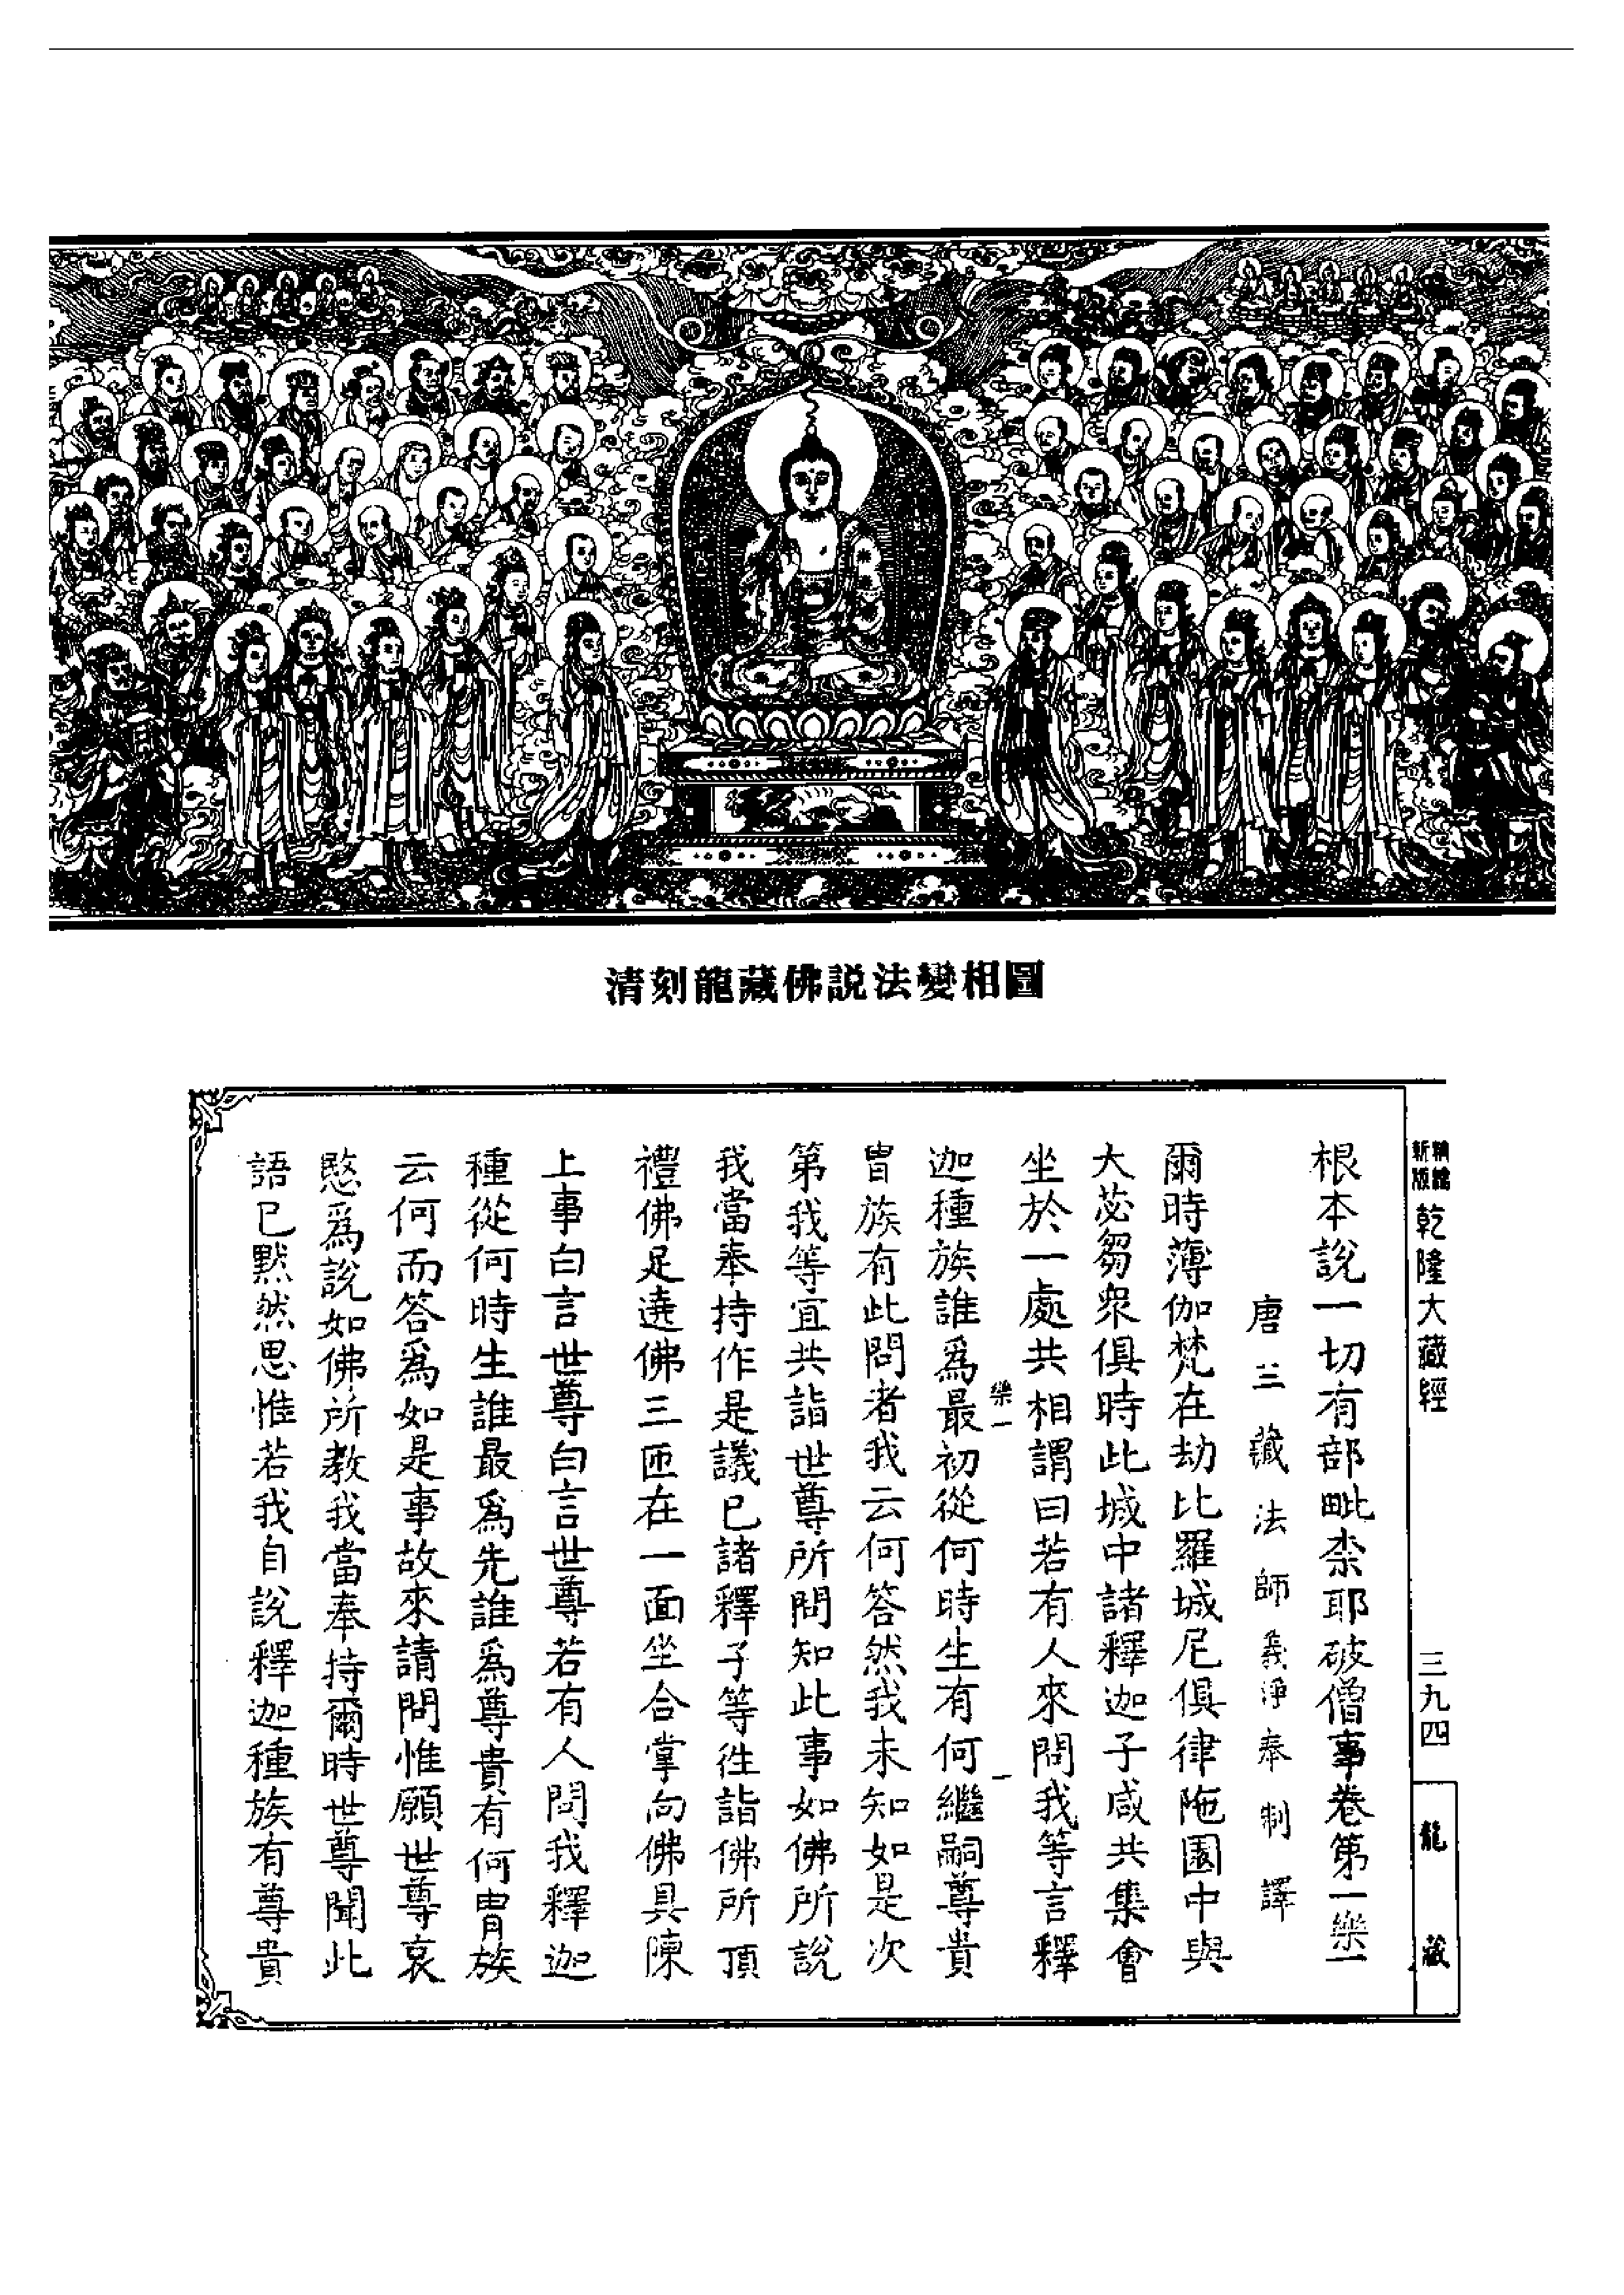 清刻龍藏佛説法變相圖
新版
精縮
乾隆大藏經
三九四
龍藏
根本說一切有部毗柰耶破僧事卷第一樂一
唐三藏法師義淨奉制譯
爾時薄伽梵在劫比羅城尼俱律陁園中與
大苾芻衆俱時此城中諸釋迦子咸共集會
坐於一處共相謂曰若有人來問我等言釋
樂一
一
迦種族誰爲最初從何時生有何繼嗣尊貴
胄族有此問者我云何答然我未知如是次
第我等宜共詣世尊所問知此事如佛所說
我當奉持作是議已諸釋子等徃詣佛所頂
禮佛足遶佛三匝在一面坐合掌向佛具陳
上事白言世尊白言世尊若有人問我釋迦
種從何時生誰最爲先誰爲尊貴有何胄族
云何而答爲如是事故來請問惟願世尊哀
愍爲說如佛所教我當奉持爾時世尊聞此
語已默然思惟若我自說釋迦種族有尊貴